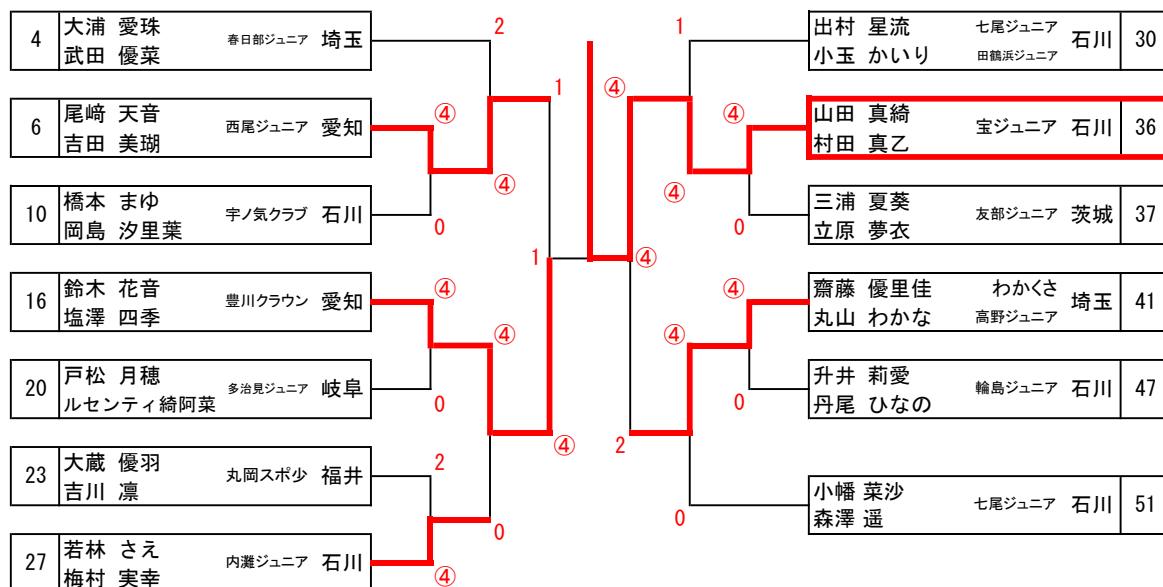 4 大浦 愛珠 春日部ジュニア 埼玉
武田 優菜
6 尾﨑 天音 西尾ジュニア 愛知
吉田 美瑚
10 橋本 まゆ 宇ノ気クラブ 石川
岡島 汐里葉
16 鈴木 花音 豊川クラウン 愛知
塩澤 四季
20 戸松 月穂 多治見ジュニア 岐阜
ルセンティ綺阿菜
23 大蔵 優羽 丸岡スポ少 福井
吉川 凛
27 若林 さえ 内灘ジュニア 石川
梅村 実幸
2
1
④
④
0
1
④
④
0
④
2
0
④
1
④
④
④
0
④
④
0
2
0
出村 星流 七尾ジュニア 石川 30
小玉 かいり 田鶴浜ジュニア
山田 真綺 宝ジュニア 石川 36
村田 真乙
三浦 夏葵 友部ジュニア 茨城 37
立原 夢衣
齋藤 優里佳 わかくさ 埼玉 41
丸山 わかな 高野ジュニア
升井 莉愛 輪島ジュニア 石川 47
丹尾 ひなの
小幡 菜沙 七尾ジュニア 石川 51
森澤 遥